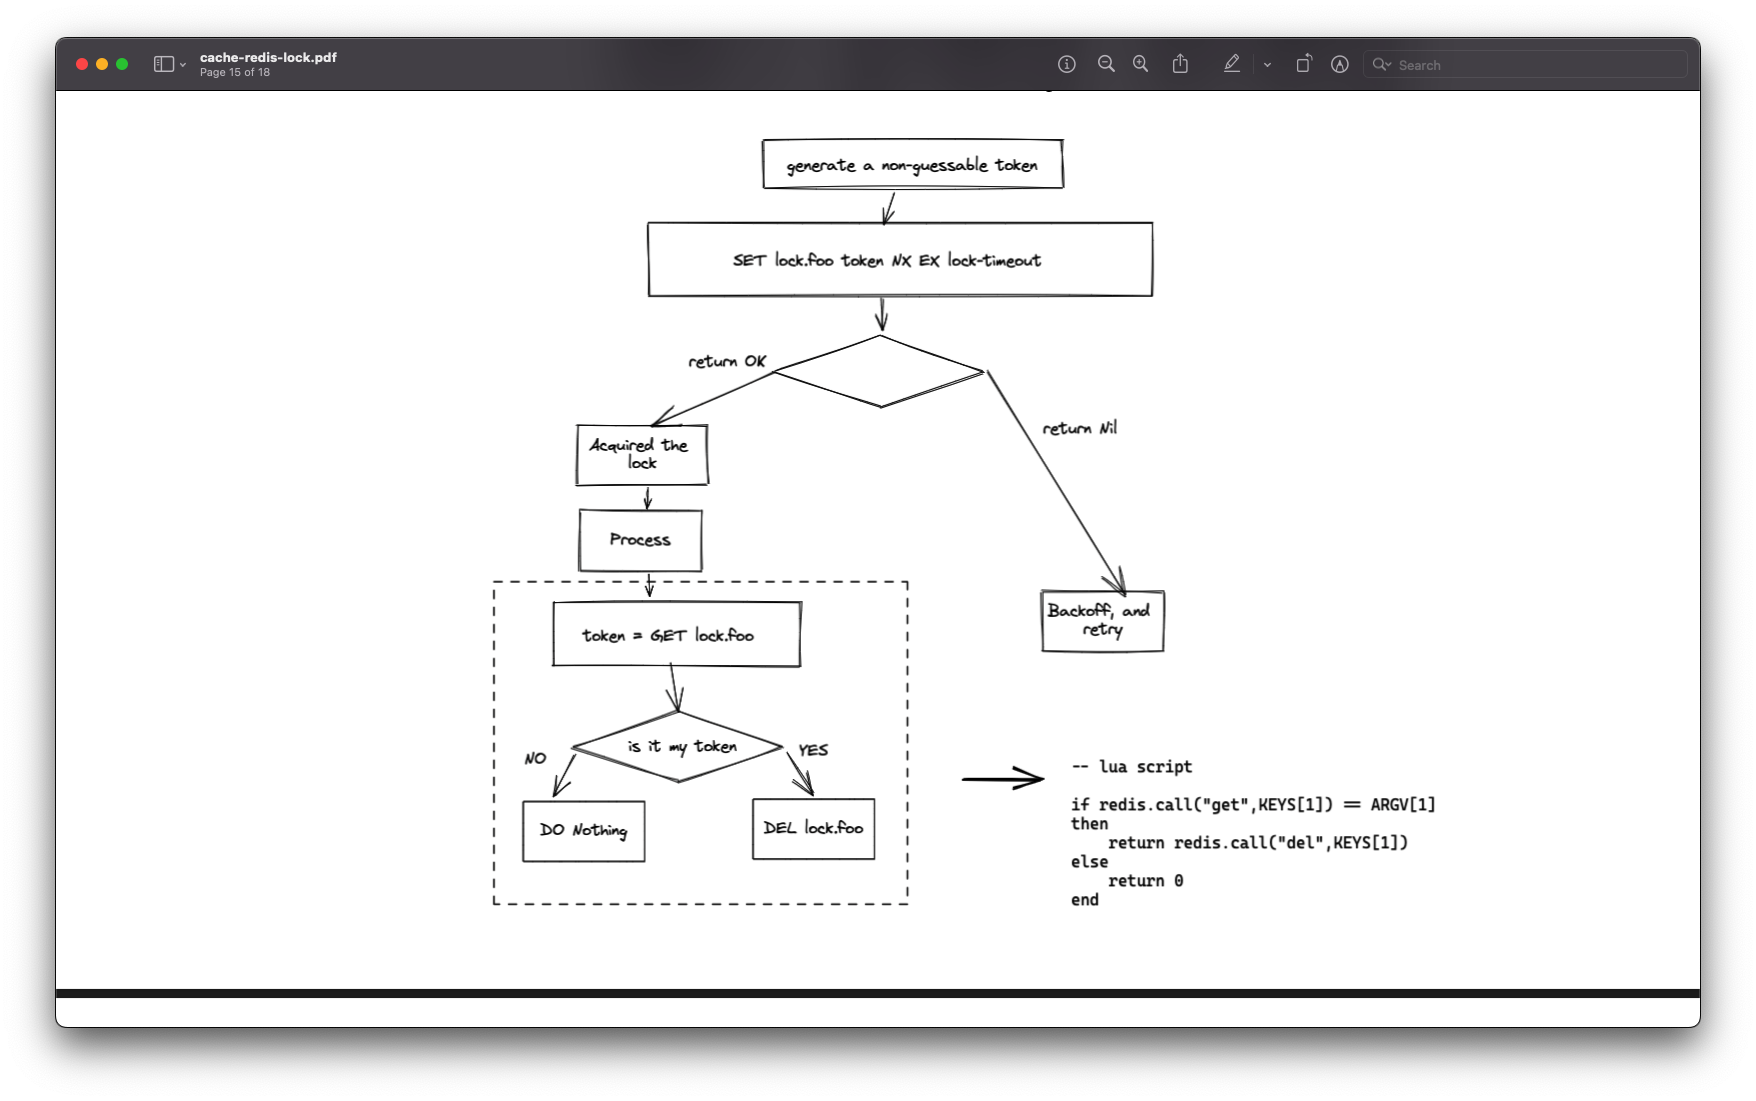 cache-redis-lock.pdf
Page 15 of 18
Search
generate a non-guessable token
SET lock.foo token NX EX lock-timeout
return OK
return Nil
Acquired the
lock
Process
Backoff, and
retry
token = GET lock.foo
is it my token
NO
YES
DO Nothing
DEL lock.foo
-- lua script
if redis.call("get",KEYS[1]) == ARGV[1]
then
    return redis.call("del",KEYS[1])
else
    return 0
end